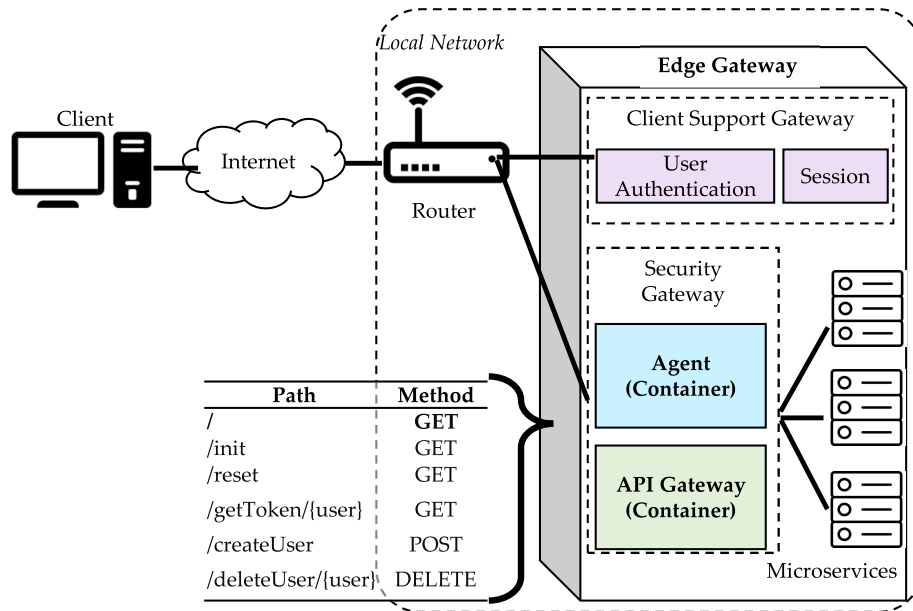 Local Network
Client
Internet
Router
Edge Gateway
Client Support Gateway
User
Authentication
Session
Security
Gateway
Agent
(Container)
API Gateway
(Container)
Microservices
Path Method
/ GET
/init GET
/reset GET
/getToken/{user} GET
/createUser POST
/deleteUser/{user} DELETE